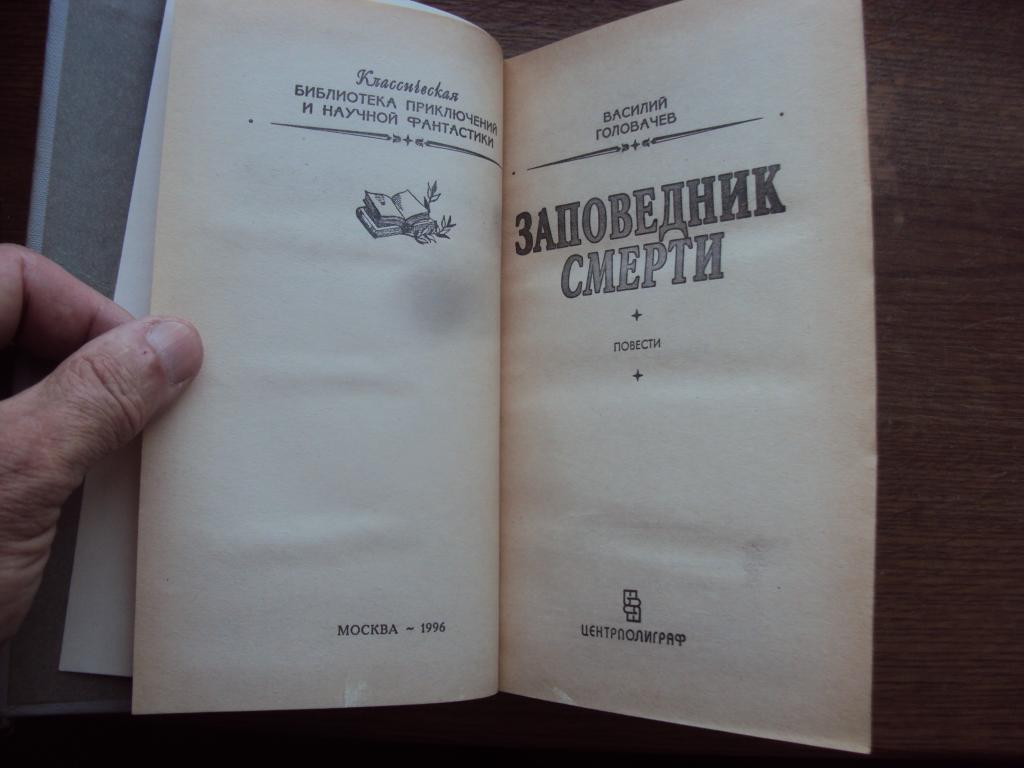 Классическая
БИБЛИОТЕКА ПРИКЛЮЧЕНИЙ
И НАУЧНОЙ ФАНТАСТИКИ
МОСКВА ~ 1996
ВАСИЛИЙ
ГОЛОВАЧЕВ
ЗАПОВЕДНИК
СМЕРТИ
ПОВЕСТИ
ЦЕНТРПОЛИГРАФ